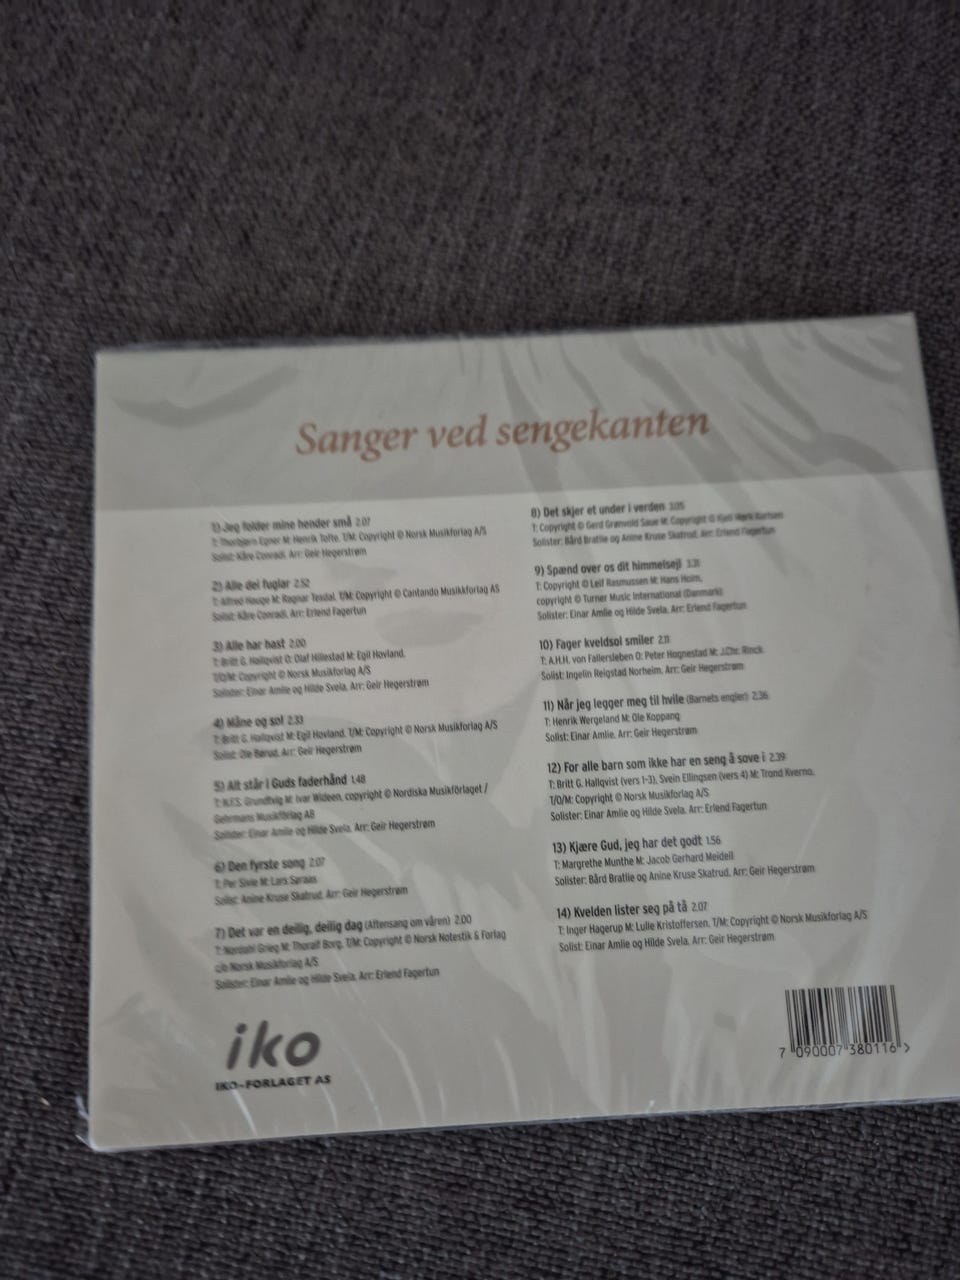 Sanger ved sengekanten
1) Jeg folder mine hender små 2:07
T: Thorbjørn Egner M: Henrik Tofte. T/M: Copyright © Norsk Musikforlag A/S
Solist: Kåre Conradi. Arr: Geir Hegerstrøm
2) Alle dei fuglar 2:52
T: Alfred Hauge M: Ragnar Texdal. T/M: Copyright © Cantando Musikkforlag AS
Solist: Kåre Conradi. Arr: Erlend Fagertun
3) Alle har hast 2:00
T: Britt G. Hallqvist O: Olaf Hillestad M: Egil Hovland.
T/O/M: Copyright © Norsk Musikforlag A/S
Solister: Einar Amlie og Hilde Svela. Arr: Geir Hegerstrøm
4) Måne og sol 2:33
T: Britt G. Hallqvist M: Egil Hovland. T/M: Copyright © Norsk Musikforlag A/S
Solist: Ole Børud. Arr: Geir Hegerstrøm
5) Alt står i Guds faderhånd 1:48
T: N.F.S. Grundtvig M: Ivar Wideen, copyright © Nordiska Musikförlaget /
Gehrmans Musikförlag AB
Solister: Einar Amlie og Hilde Svela. Arr: Geir Hegerstrøm
6) Den fyrste song 2:07
T: Per Sivle M: Lars Søraas
Solist: Anine Kruse Skatrud. Arr: Geir Hegerstrøm
7) Det var en deilig, deilig dag (Aftensang om våren) 2:00
T: Nordahl Grieg M: Thoralf Borg. T/M: Copyright © Norsk Notestik & Forlag
c/o Norsk Musikforlag A/S
Solister: Einar Amlie og Hilde Svela. Arr: Erlend Fagertun
8) Det skjer et under i verden 3:05
T: Copyright © Gerd Grønvold Saue M: Copyright © Kjell Mørk Karlsen
Solister: Bård Bratlie og Anine Kruse Skatrud. Arr: Erlend Fagertun
9) Spænd over os dit himmelsejl 3:31
T: Copyright © Leif Rasmussen M: Hans Holm,
copyright © Turner Music International (Danmark)
Solister: Einar Amlie og Hilde Svela. Arr: Erlend Fagertun
10) Fager kveldsol smiler 2:11
T: A.H.H. von Fallersleben O: Peter Hognestad M: J.Chr. Rinck
Solist: Ingelin Reigstad Norheim. Arr: Geir Hegerstrøm
11) Når jeg legger meg til hvile (Barnets engler) 2:36
T: Henrik Wergeland M: Ole Koppang
Solist: Einar Amlie. Arr: Geir Hegerstrøm
12) For alle barn som ikke har en seng å sove i 2:39
T: Britt G. Hallqvist (vers 1-3), Svein Ellingsen (vers 4) M: Trond Kverno.
T/O/M: Copyright © Norsk Musikforlag A/S
Solister: Einar Amlie og Hilde Svela. Arr: Erlend Fagertun
13) Kjære Gud, jeg har det godt 1:56
T: Margrethe Munthe M: Jacob Gerhard Meidell
Solister: Bård Bratlie og Anine Kruse Skatrud. Arr: Geir Hegerstrøm
14) Kvelden lister seg på tå 2:07
T: Inger Hagerup M: Lulle Kristoffersen. T/M: Copyright © Norsk Musikforlag A/S
Solist: Einar Amlie og Hilde Svela. Arr: Geir Hegerstrøm
iko
IKO-FORLAGET AS
7 090007 380116 >